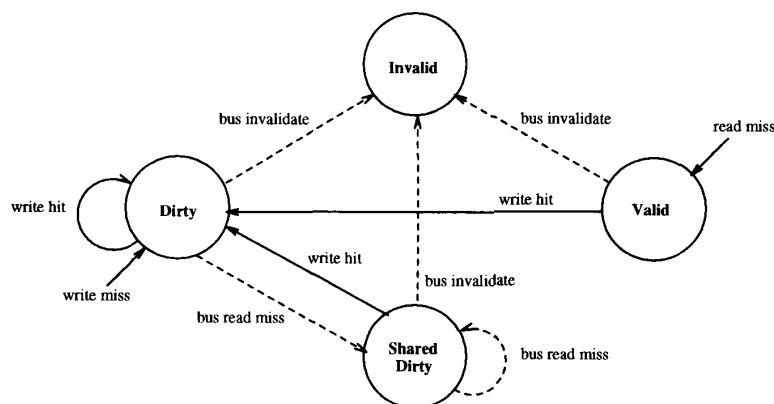 Invalid
bus invalidate
bus invalidate
read miss
write hit
Dirty
write hit
Valid
write hit
write miss
bus invalidate
bus read miss
Shared
Dirty
bus read miss